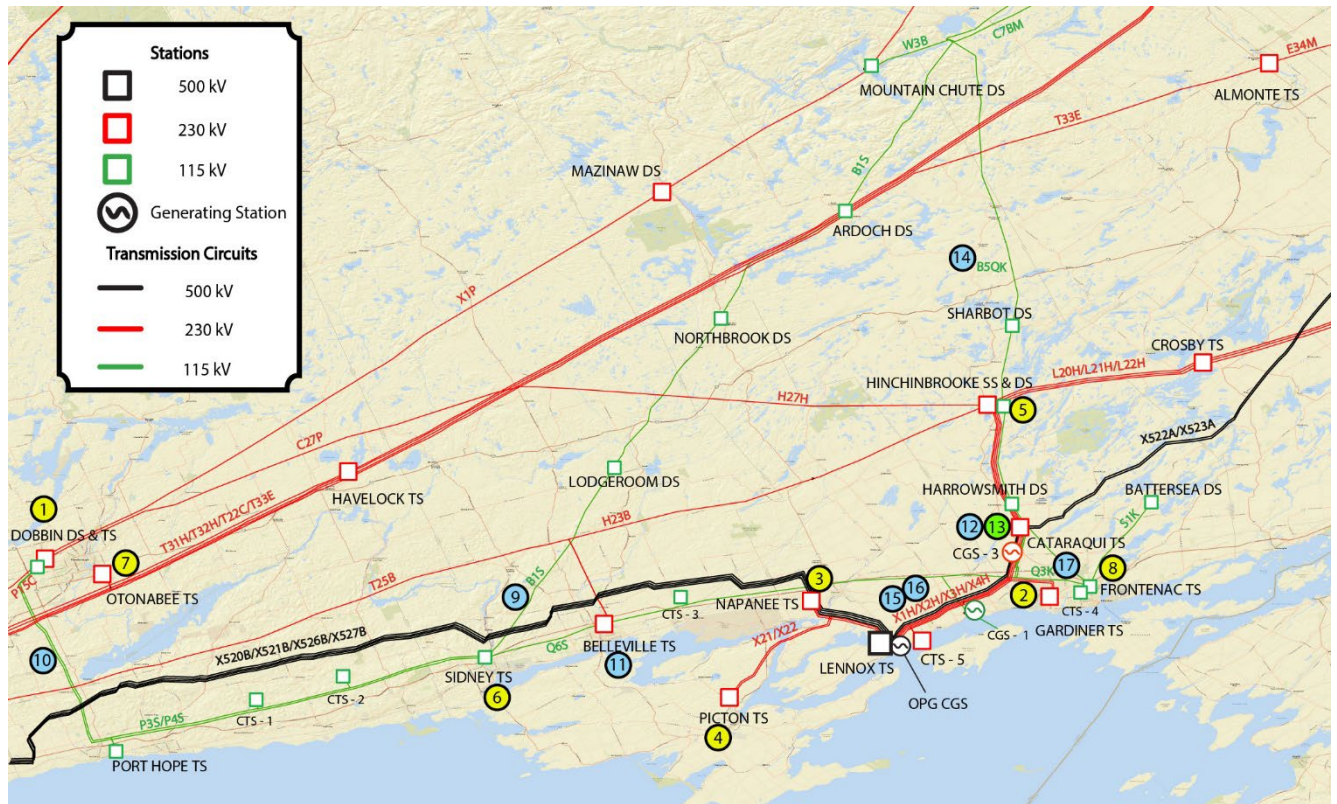 Stations
500 kV
230 kV
115 kV
Generating Station
Transmission Circuits
500 kV
230 kV
115 kV
W3B
C7BM
E34M
MOUNTAIN CHUTE DS
ALMONTE TS
T33E
B1S
MAZINAW DS
ARDOCH DS
14
B5QK
X1P
SHARBOT DS
NORTHBROOK DS
CROSBY TS
L20H/L21H/L22H
HINCHINBROOKE SS & DS
H27H
5
C27P
X522A/X523A
HAVELOCK TS
LODGEROOM DS
HARROWSMITH DS
BATTERSEA DS
1
T31H/T32H/T22C/T33E
H23B
S1K
DOBBIN DS & TS
12
13
CATARAQUI TS
7
CGS - 3
17
8
P15C
T25B
B1S
9
3
Q3K
FRONTENAC TS
OTONABEE TS
15
16
X1H/X2H/X3H/X4H
2
CTS - 4
CTS - 3
NAPANEE TS
GARDINER TS
CGS - 1
X520B/X521B/X526B/X527B
Q6S
BELLEVILLE TS
X21/X22
10
11
LENNOX TS
CTS - 5
SIDNEY TS
6
OPG CGS
CTS - 2
CTS - 1
P3S/P4S
PICTON TS
4
PORT HOPE TS